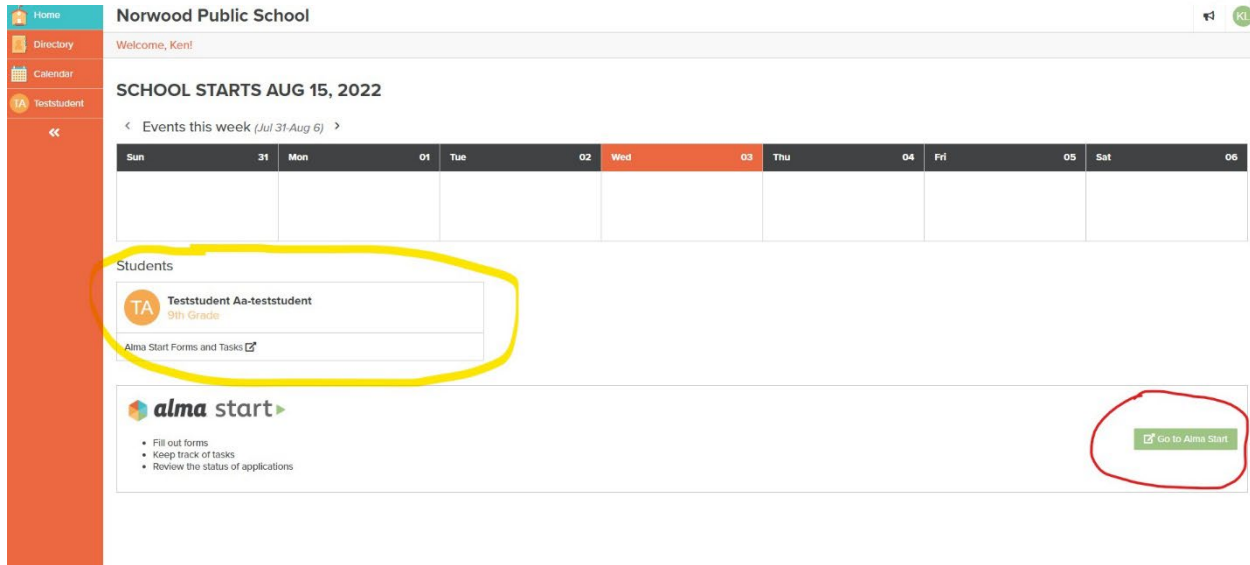 Home
Norwood Public School
KL
Directory
Welcome, Ken!
Calendar
TA Teststudent
SCHOOL STARTS AUG 15, 2022
Events this week (Jul 31-Aug 6)
Sun 31 Mon 01 Tue 02 Wed 03 Thu 04 Fri 05 Sat 06
Students
TA
Teststudent Aa-teststudent
9th Grade
Alma Start Forms and Tasks
alma start
Go to Alma Start
• Fill out forms
• Keep track of tasks
• Review the status of applications